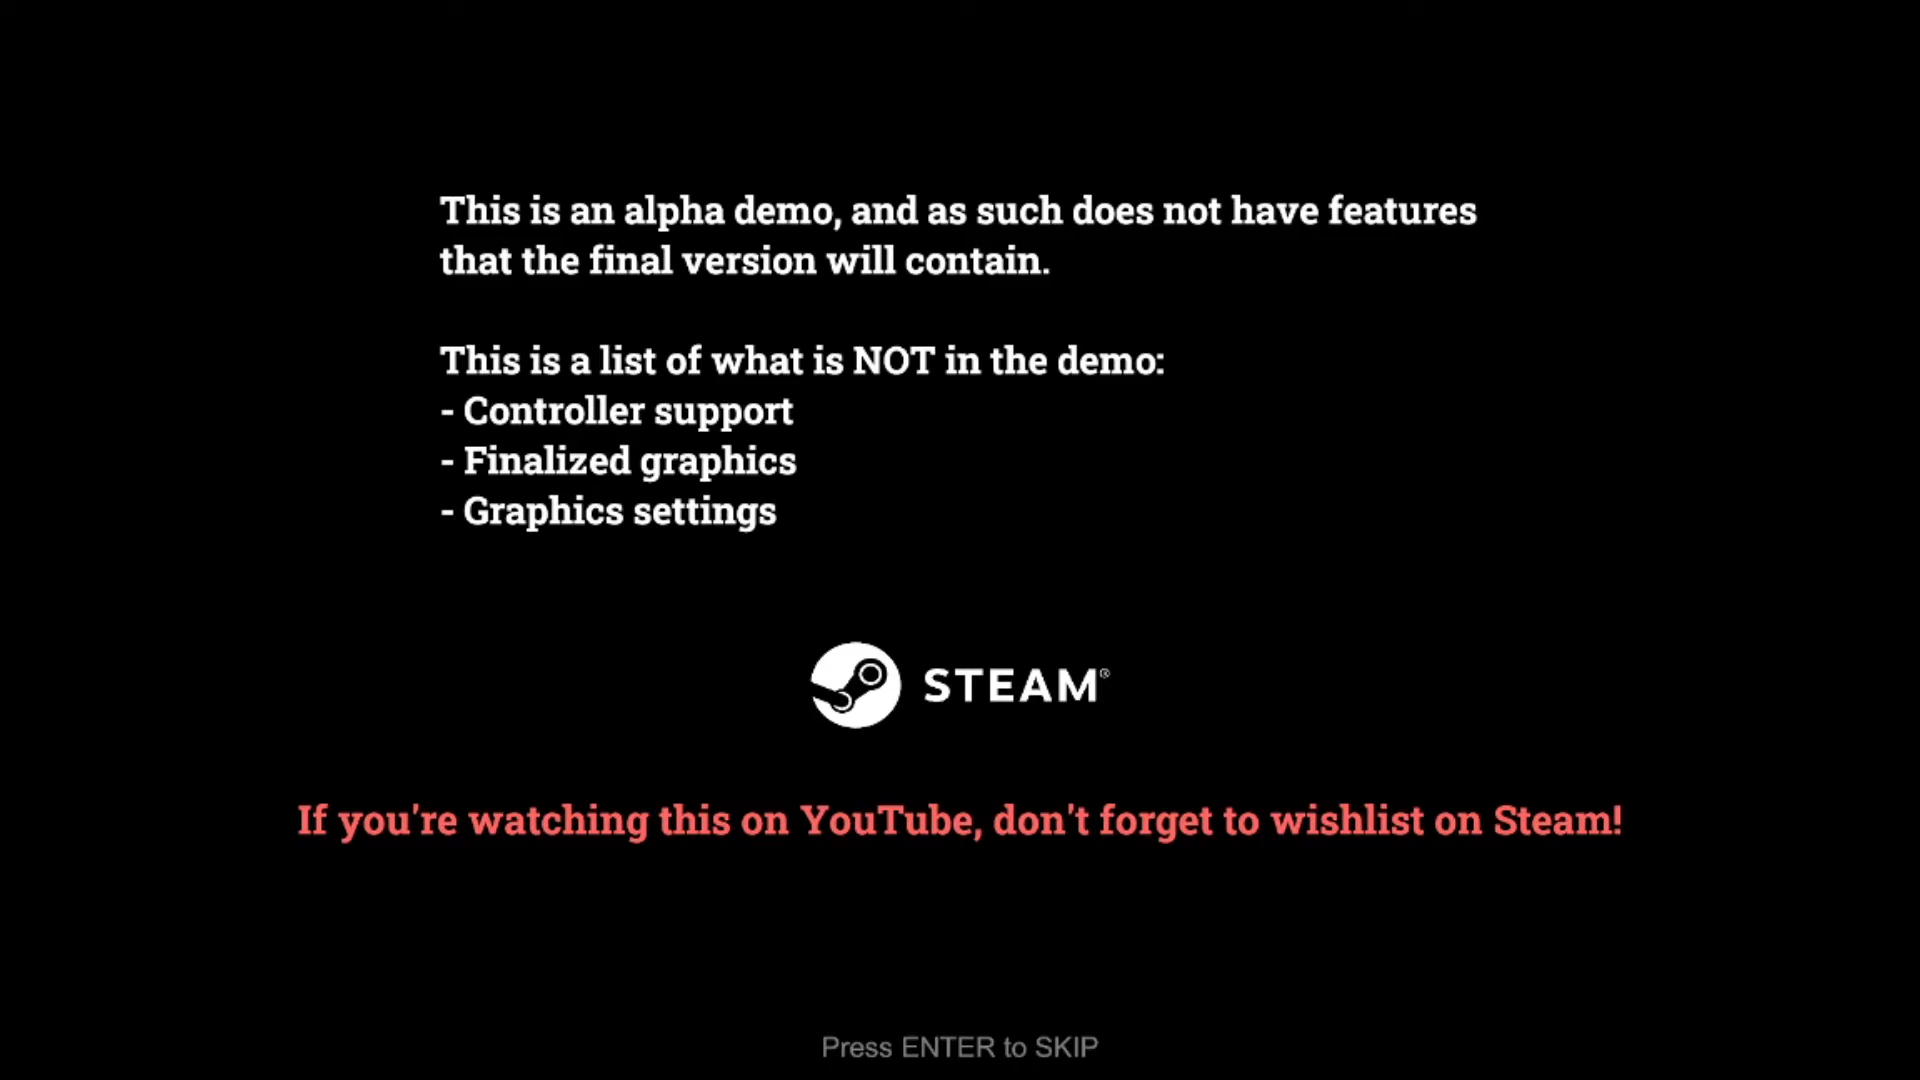 This is an alpha demo, and as such does not have features
that the final version will contain.
This is a list of what is NOT in the demo:
- Controller support
- Finalized graphics
- Graphics settings
STEAM®
If you're watching this on YouTube, don't forget to wishlist on Steam!
Press ENTER to SKIP